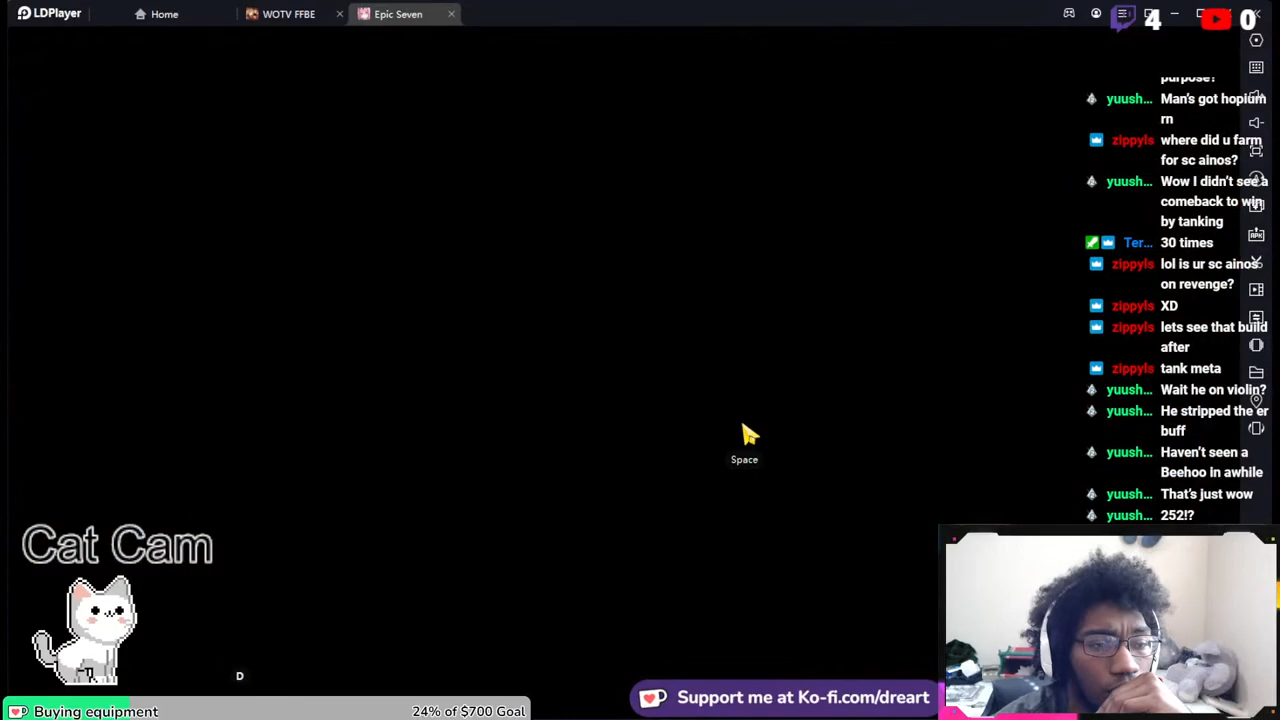 LDPlayer
Home
WOTV FFBE
Epic Seven
4
0
purpose?
yuush... Man's got hopium
rn
zippyls where did u farm
for sc ainos?
yuush... Wow I didn't see a
comeback to win
by tanking
Ter... 30 times
zippyls lol is ur sc ainos
on revenge?
zippyls XD
zippyls lets see that build
after
zippyls tank meta
yuush... Wait he on violin?
yuush... He stripped the er
buff
yuush... Haven't seen a
Beehoo in awhile
yuush... That's just wow
yuush... 252!?
APK
Space
Cat Cam
D
Buying equipment
24% of $700 Goal
Support me at Ko-fi.com/dreart